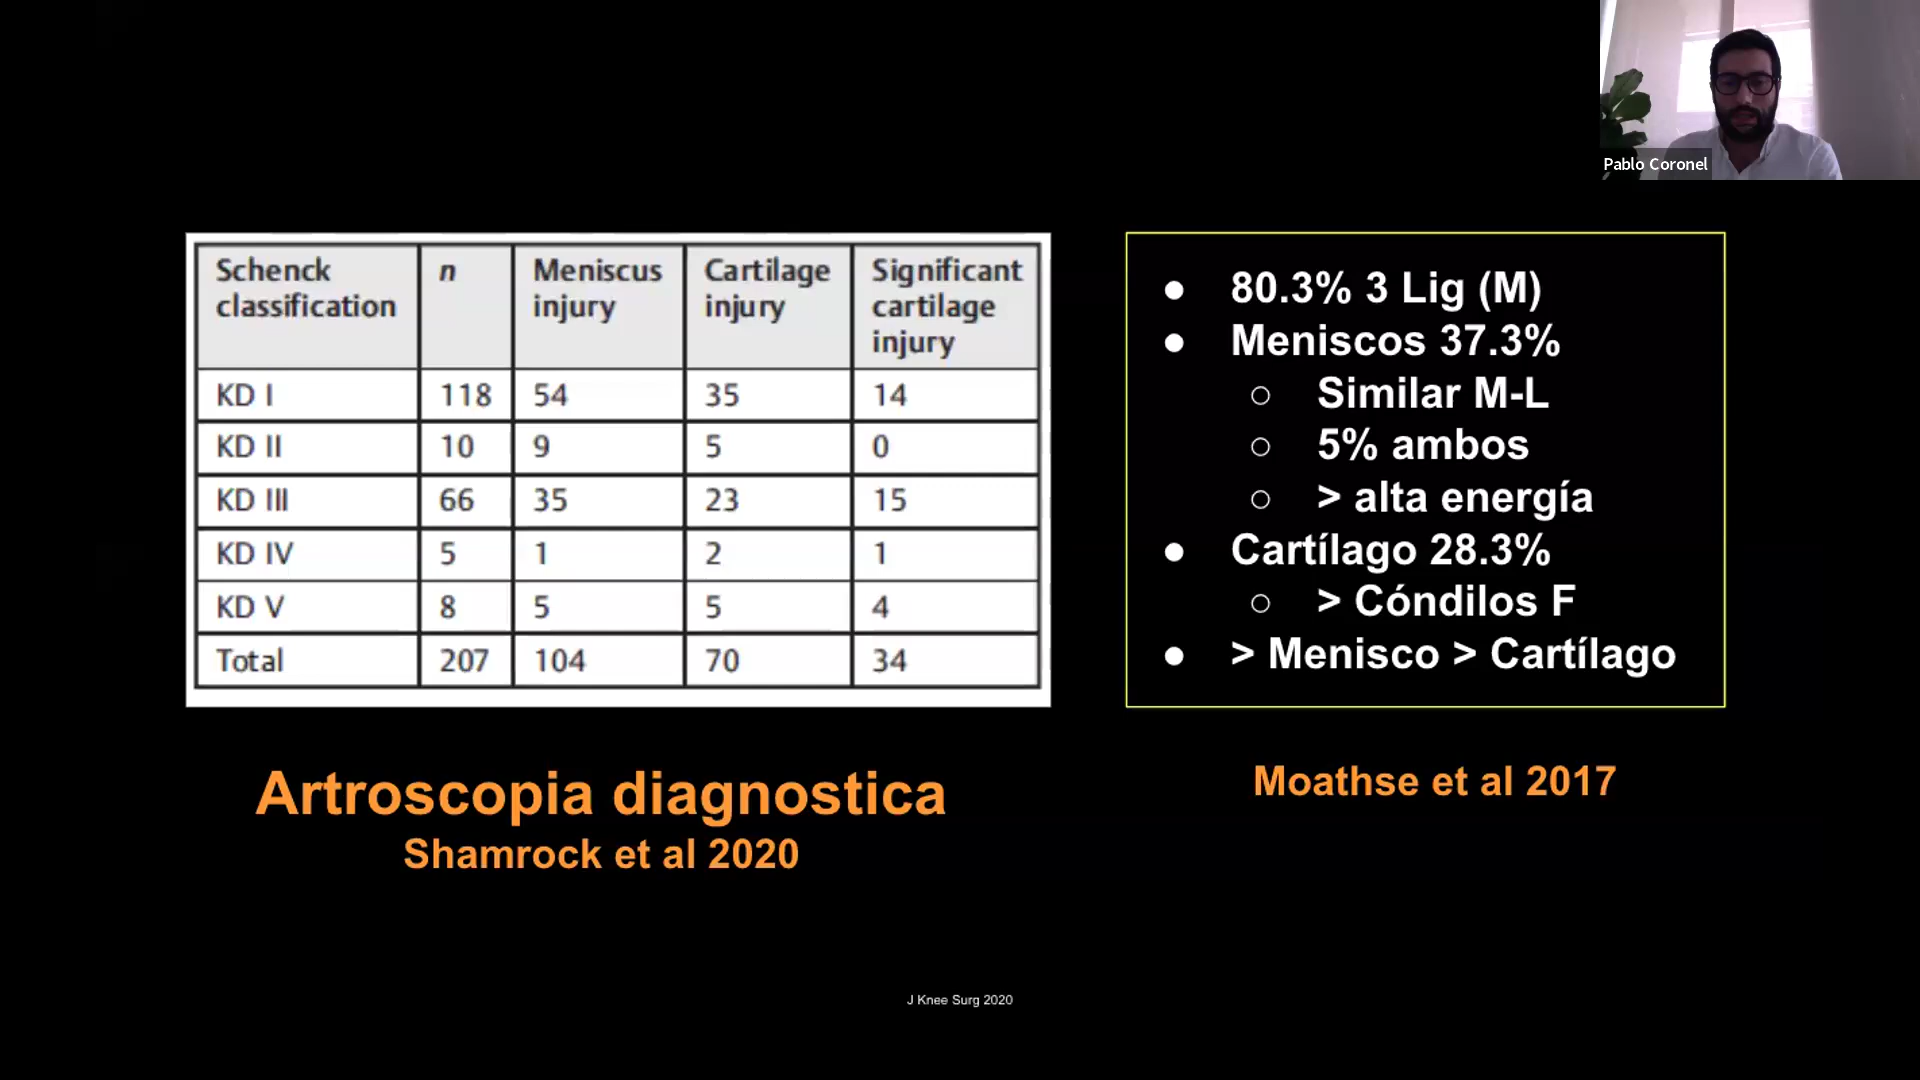 Pablo Coronel
Schenck classification n Meniscus injury Cartilage injury Significant cartilage injury
KD I 118 54 35 14
KD II 10 9 5 0
KD III 66 35 23 15
KD IV 5 1 2 1
KD V 8 5 5 4
Total 207 104 70 34
Artroscopia diagnostica
Shamrock et al 2020
● 80.3% 3 Lig (M)
● Meniscos 37.3%
○ Similar M-L
○ 5% ambos
○ > alta energía
● Cartílago 28.3%
○ > Cóndilos F
● > Menisco > Cartílago
Moathse et al 2017
J Knee Surg 2020